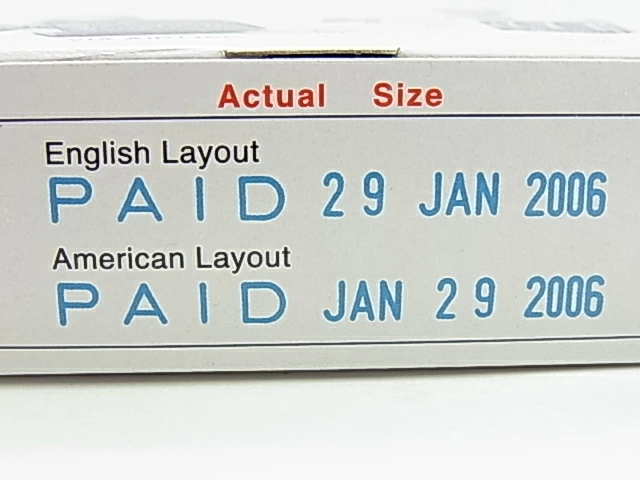 Actual Size
English Layout
PAID 29 JAN 2006
American Layout
PAID JAN 29 2006